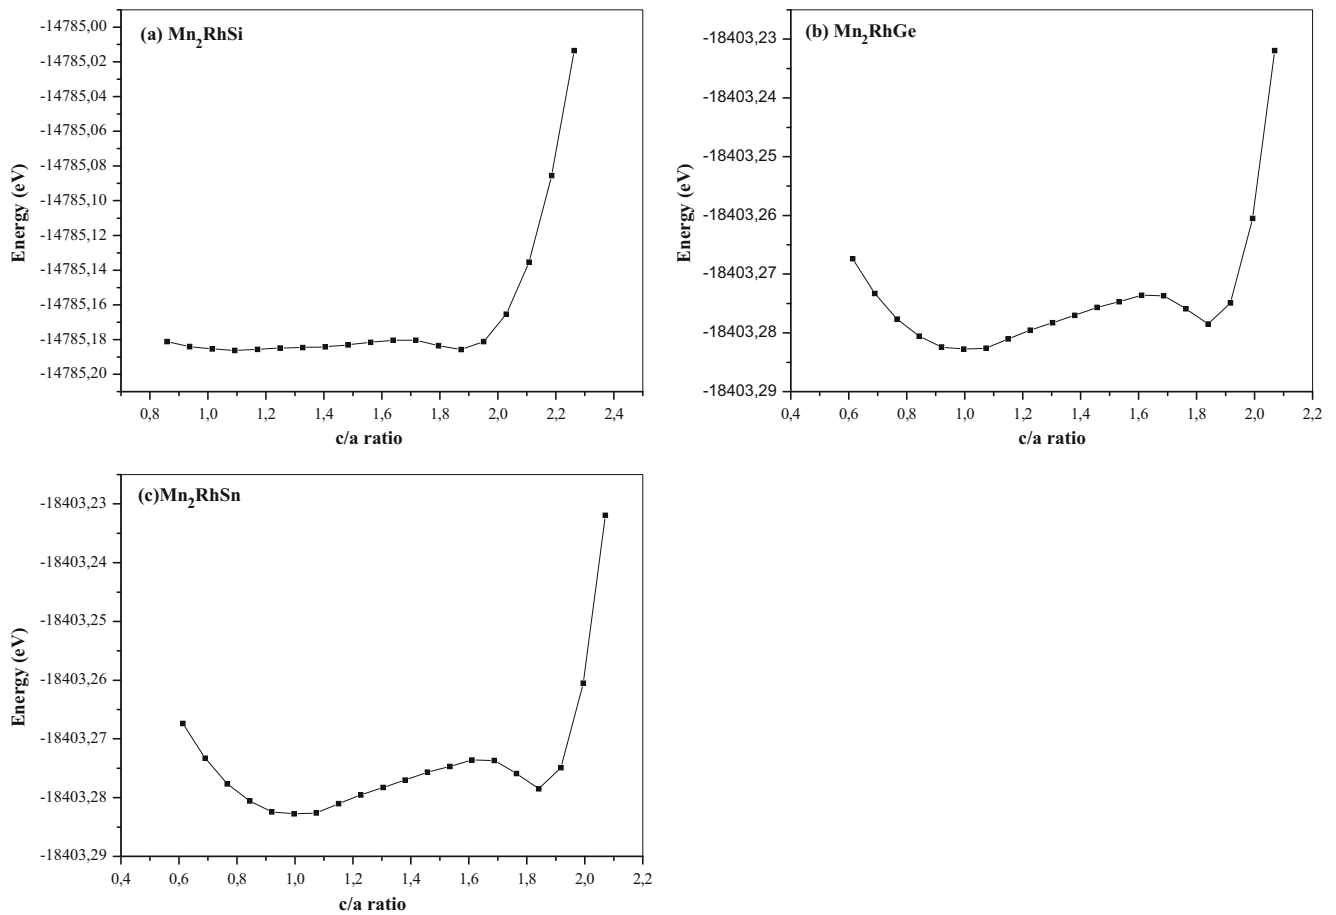 (a) Mn2RhSi
Energy (eV)
-14785,00
-14785,02
-14785,04
-14785,06
-14785,08
-14785,10
-14785,12
-14785,14
-14785,16
-14785,18
-14785,20
0,8 1,0 1,2 1,4 1,6 1,8 2,0 2,2 2,4
c/a ratio
(b) Mn2RhGe
Energy (eV)
-18403,23
-18403,24
-18403,25
-18403,26
-18403,27
-18403,28
-18403,29
0,4 0,6 0,8 1,0 1,2 1,4 1,6 1,8 2,0 2,2
c/a ratio
(c)Mn2RhSn
Energy (eV)
-18403,23
-18403,24
-18403,25
-18403,26
-18403,27
-18403,28
-18403,29
0,4 0,6 0,8 1,0 1,2 1,4 1,6 1,8 2,0 2,2
c/a ratio